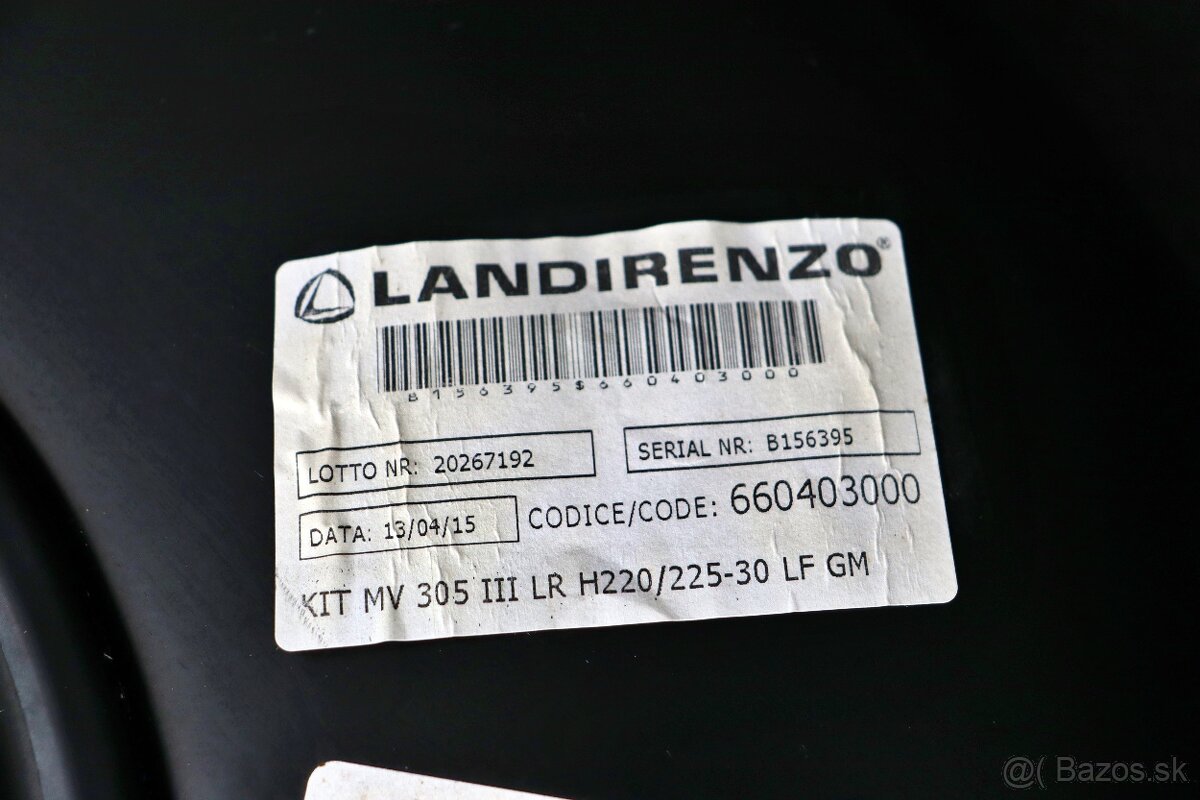 LANDIRENZO®
B156395$660403000
LOTTO NR: 20267192
SERIAL NR: B156395
DATA: 13/04/15
CODICE/CODE: 660403000
KIT MV 305 III LR H220/225-30 LF GM
@( Bazos.sk